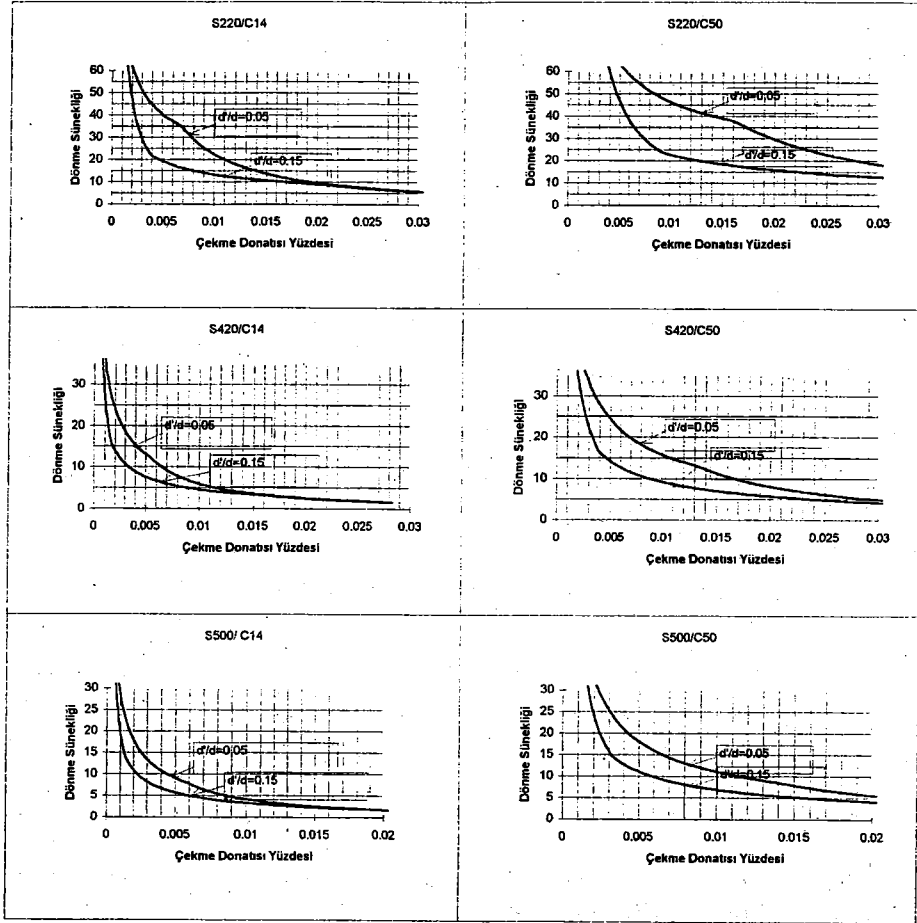 S220/C14
Dönme Sünekliği
60
50
40
30
20
10
0
d'/d=0.05
d'/d=0.15
0 0.005 0.01 0.015 0.02 0.025 0.03
Çekme Donatısı Yüzdesi
S220/C50
Dönme Sünekliği
60
50
40
30
20
10
0
d'/d=0.05
d'/d=0.15
0 0.005 0.01 0.015 0.02 0.025 0.03
Çekme Donatısı Yüzdesi
S420/C14
Dönme Sünekliği
30
20
10
0
d'/d=0.05
d'/d=0.15
0 0.005 0.01 0.015 0.02 0.025 0.03
Çekme Donatısı Yüzdesi
S420/C50
Dönme Sünekliği
30
20
10
0
d'/d=0.05
d'/d=0.15
0 0.005 0.01 0.015 0.02 0.025 0.03
Çekme Donatısı Yüzdesi
S500/ C14
Dönme Sünekliği
30
25
20
15
10
5
0
d'/d=0.05
d'/d=0.15
0 0.005 0.01 0.015 0.02
Çekme Donatısı Yüzdesi
S500/C50
Dönme Sünekliği
30
25
20
15
10
5
0
d'/d=0.05
d'/d=0.15
0 0.005 0.01 0.015 0.02
Çekme Donatısı Yüzdesi